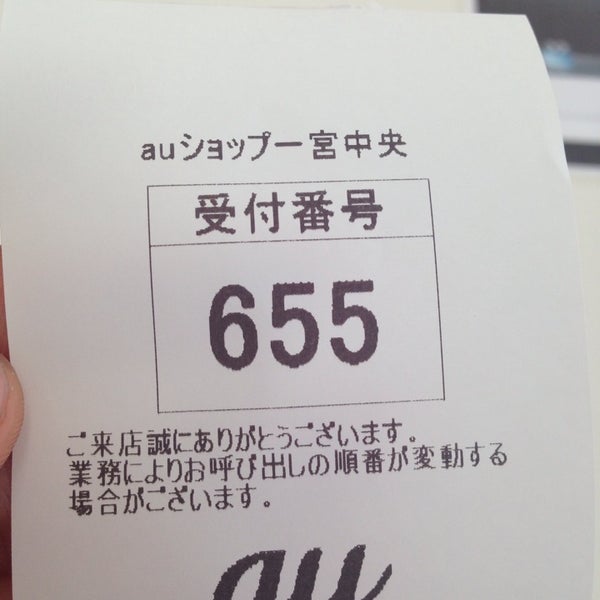 auショップ一宮中央
受付番号
655
ご来店誠にありがとうございます。
業務によりお呼び出しの順番が変動する
場合がございます。
au